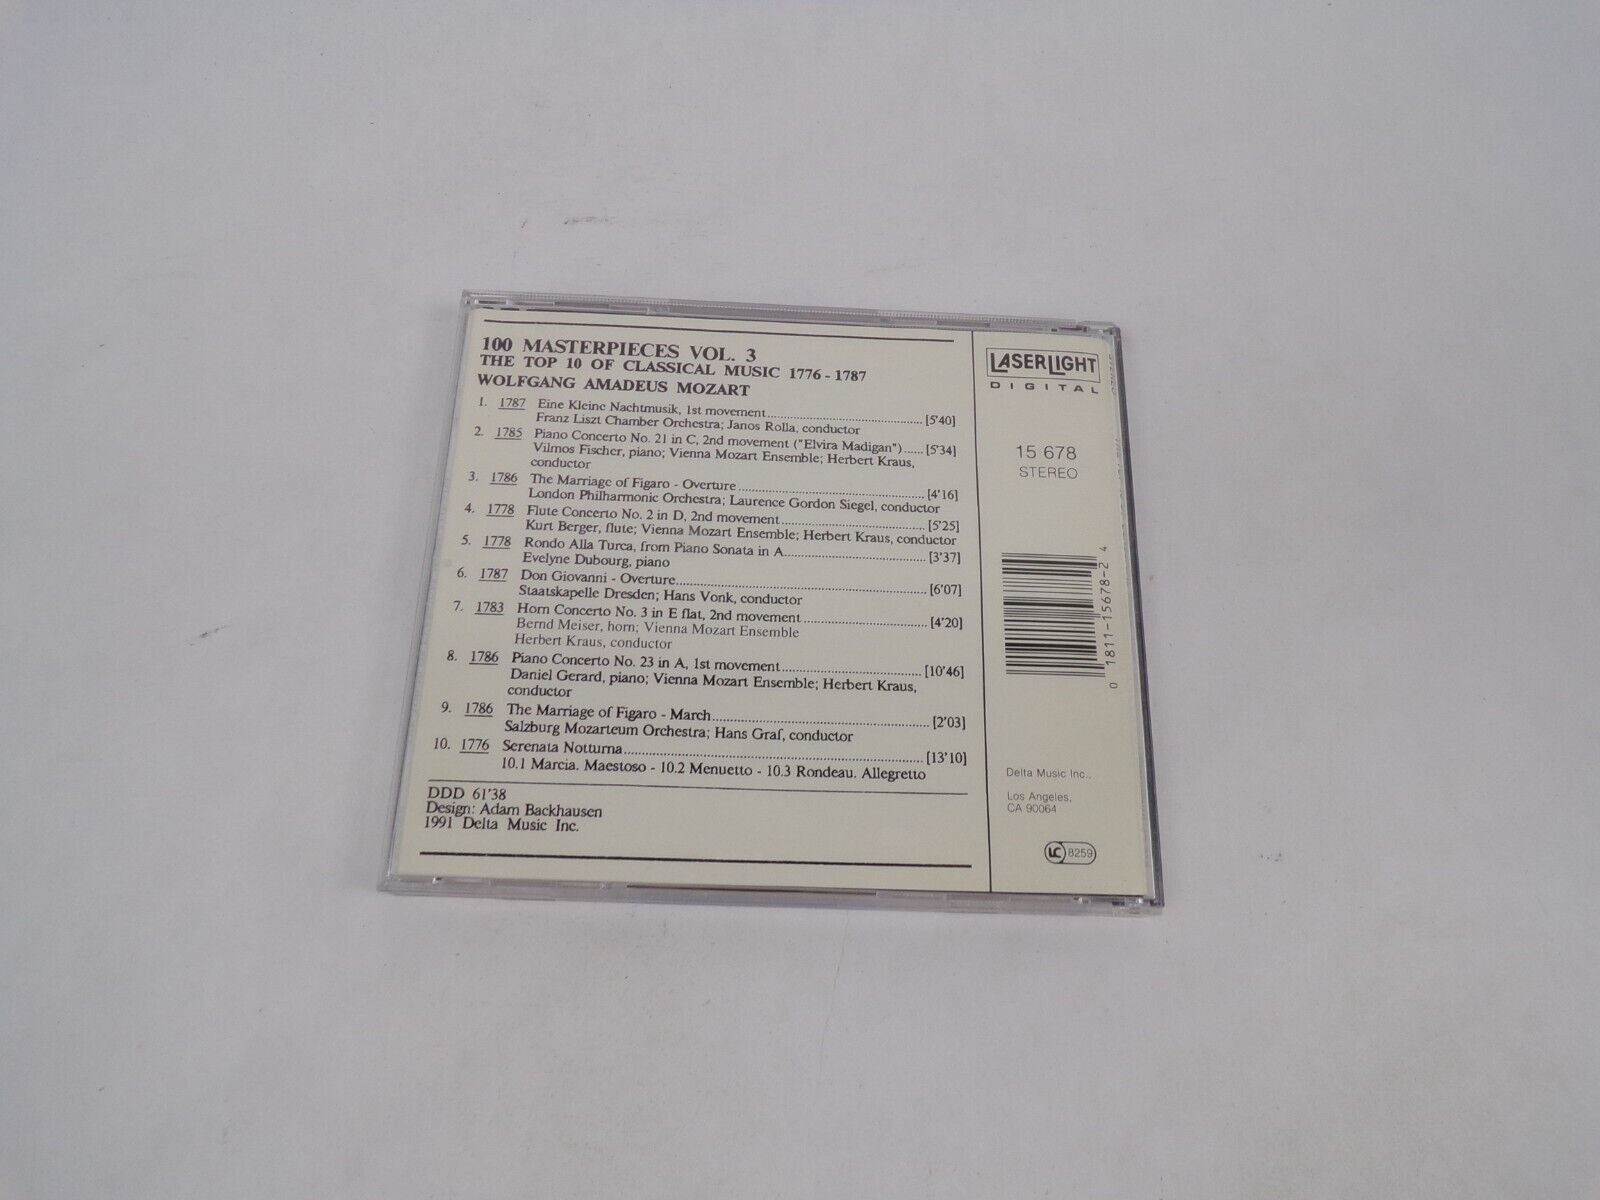 100 MASTERPIECES VOL. 3
THE TOP 10 OF CLASSICAL MUSIC 1776 - 1787
WOLFGANG AMADEUS MOZART
1. 1787 Eine Kleine Nachtmusik, 1st movement [5'40]
Franz Liszt Chamber Orchestra; Janos Rolla, conductor
2. 1785 Piano Concerto No. 21 in C, 2nd movement ("Elvira Madigan") [5'34]
Vilmos Fischer, piano; Vienna Mozart Ensemble; Herbert Kraus,
conductor
3. 1786 The Marriage of Figaro - Overture [4'16]
London Philharmonic Orchestra; Laurence Gordon Siegel, conductor
4. 1778 Flute Concerto No. 2 in D, 2nd movement [5'25]
Kurt Berger, flute; Vienna Mozart Ensemble; Herbert Kraus, conductor
5. 1778 Rondo Alla Turca, from Piano Sonata in A [3'37]
Evelyne Dubourg, piano
6. 1787 Don Giovanni - Overture [6'07]
Staatskapelle Dresden; Hans Vonk, conductor
7. 1783 Horn Concerto No. 3 in E flat, 2nd movement [4'20]
Bernd Meiser, horn; Vienna Mozart Ensemble
Herbert Kraus, conductor
8. 1786 Piano Concerto No. 23 in A, 1st movement [10'46]
Daniel Gerard, piano; Vienna Mozart Ensemble; Herbert Kraus,
conductor
9. 1786 The Marriage of Figaro - March [2'03]
Salzburg Mozarteum Orchestra; Hans Graf, conductor
10. 1776 Serenata Notturna [13'10]
10.1 Marcia. Maestoso - 10.2 Menuetto - 10.3 Rondeau. Allegretto
DDD 61'38
Design: Adam Backhausen
1991 Delta Music Inc.
LASERLIGHT
DIGITAL
15 678
STEREO
0 1811-15678-2 4
Delta Music Inc.,
Los Angeles,
CA 90064
LC 8259